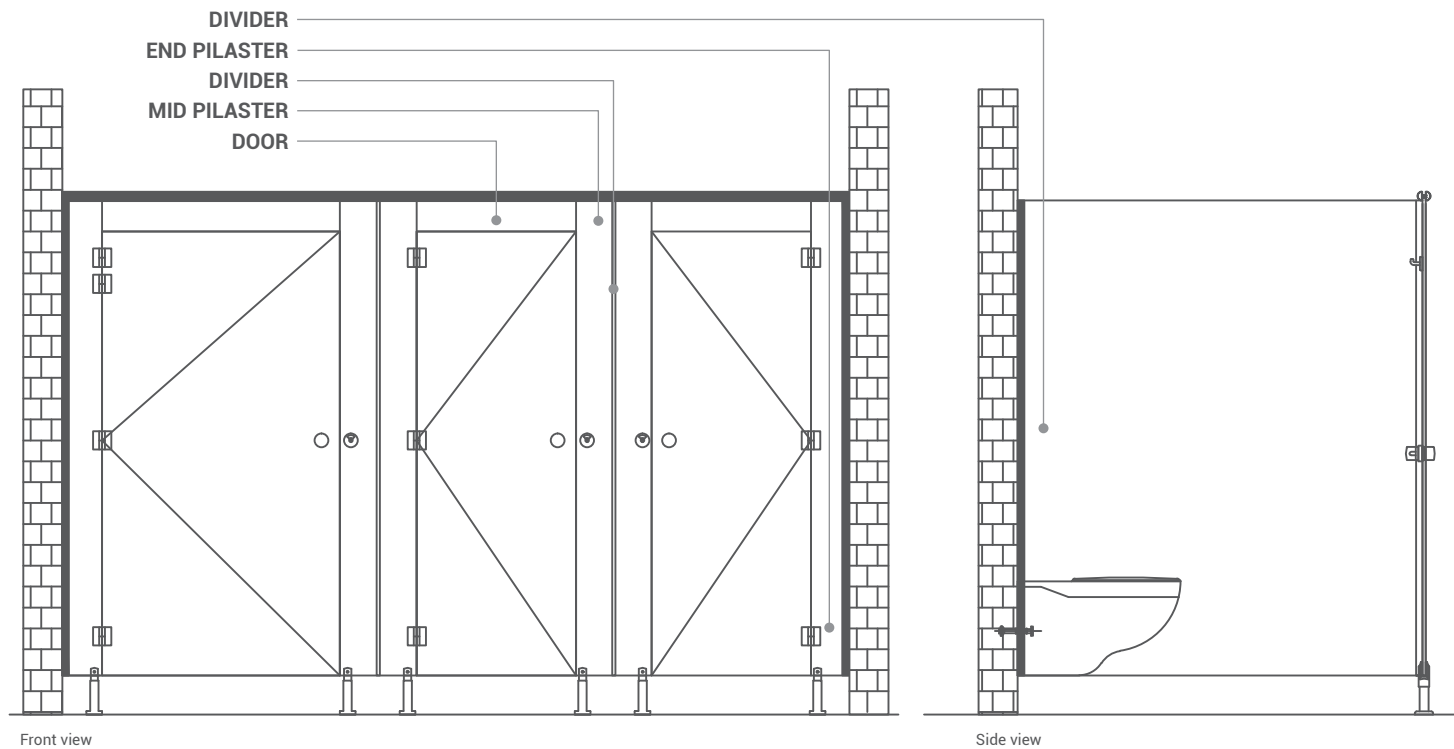 DIVIDER
END PILASTER
DIVIDER
MID PILASTER
DOOR
Front view
Side view